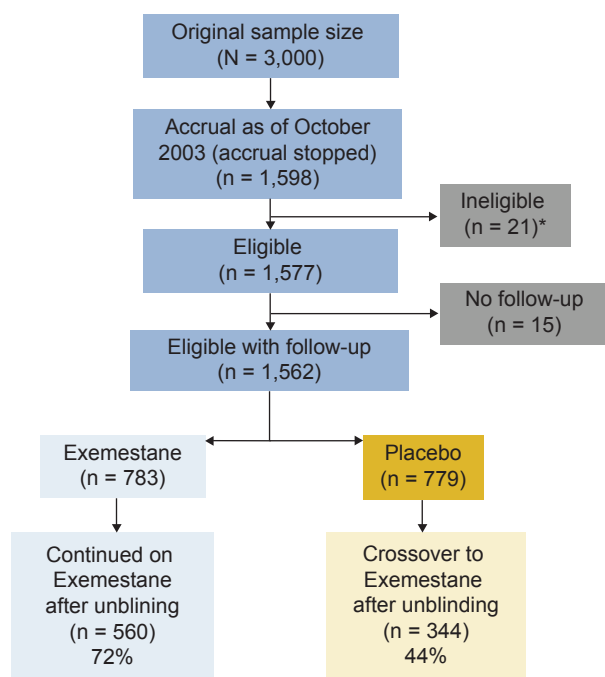 Original sample size
(N = 3,000)
Accrual as of October
2003 (accrual stopped)
(n = 1,598)
Ineligible
(n = 21)*
Eligible
(n = 1,577)
No follow-up
(n = 15)
Eligible with follow-up
(n = 1,562)
Exemestane
(n = 783)
Placebo
(n = 779)
Continued on
Exemestane
after unblining
(n = 560)
72%
Crossover to
Exemestane
after unblinding
(n = 344)
44%